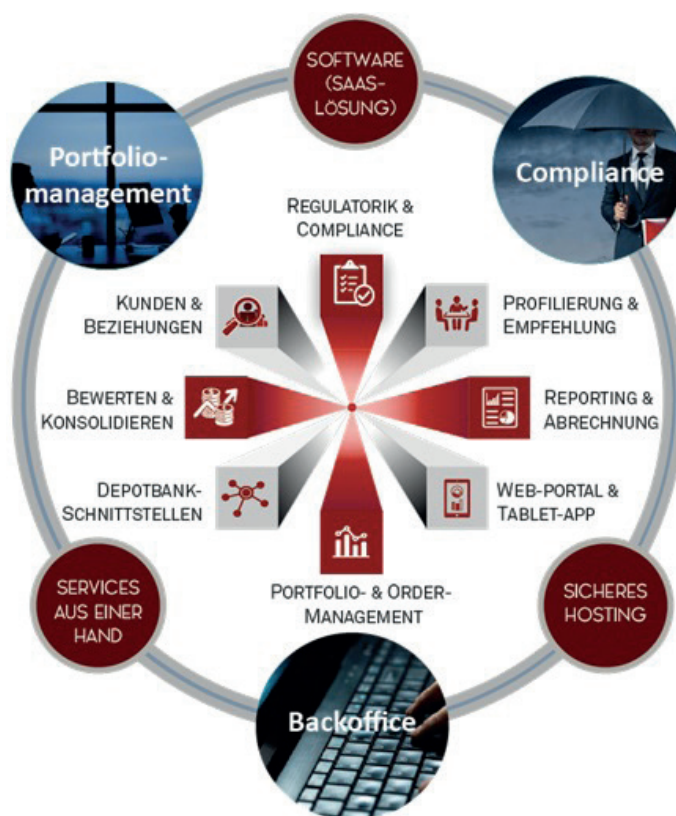 SOFTWARE
(SAAS-
LÖSUNG)
Portfolio-
management
Compliance
REGULATORIK &
COMPLIANCE
KUNDEN &
BEZIEHUNGEN
PROFILIERUNG &
EMPFEHLUNG
BEWERTEN &
KONSOLIDIEREN
REPORTING &
ABRECHNUNG
DEPOTBANK-
SCHNITTSTELLEN
WEB-PORTAL &
TABLET-APP
PORTFOLIO- & ORDER-
MANAGEMENT
SERVICES
AUS EINER
HAND
SICHERES
HOSTING
Backoffice